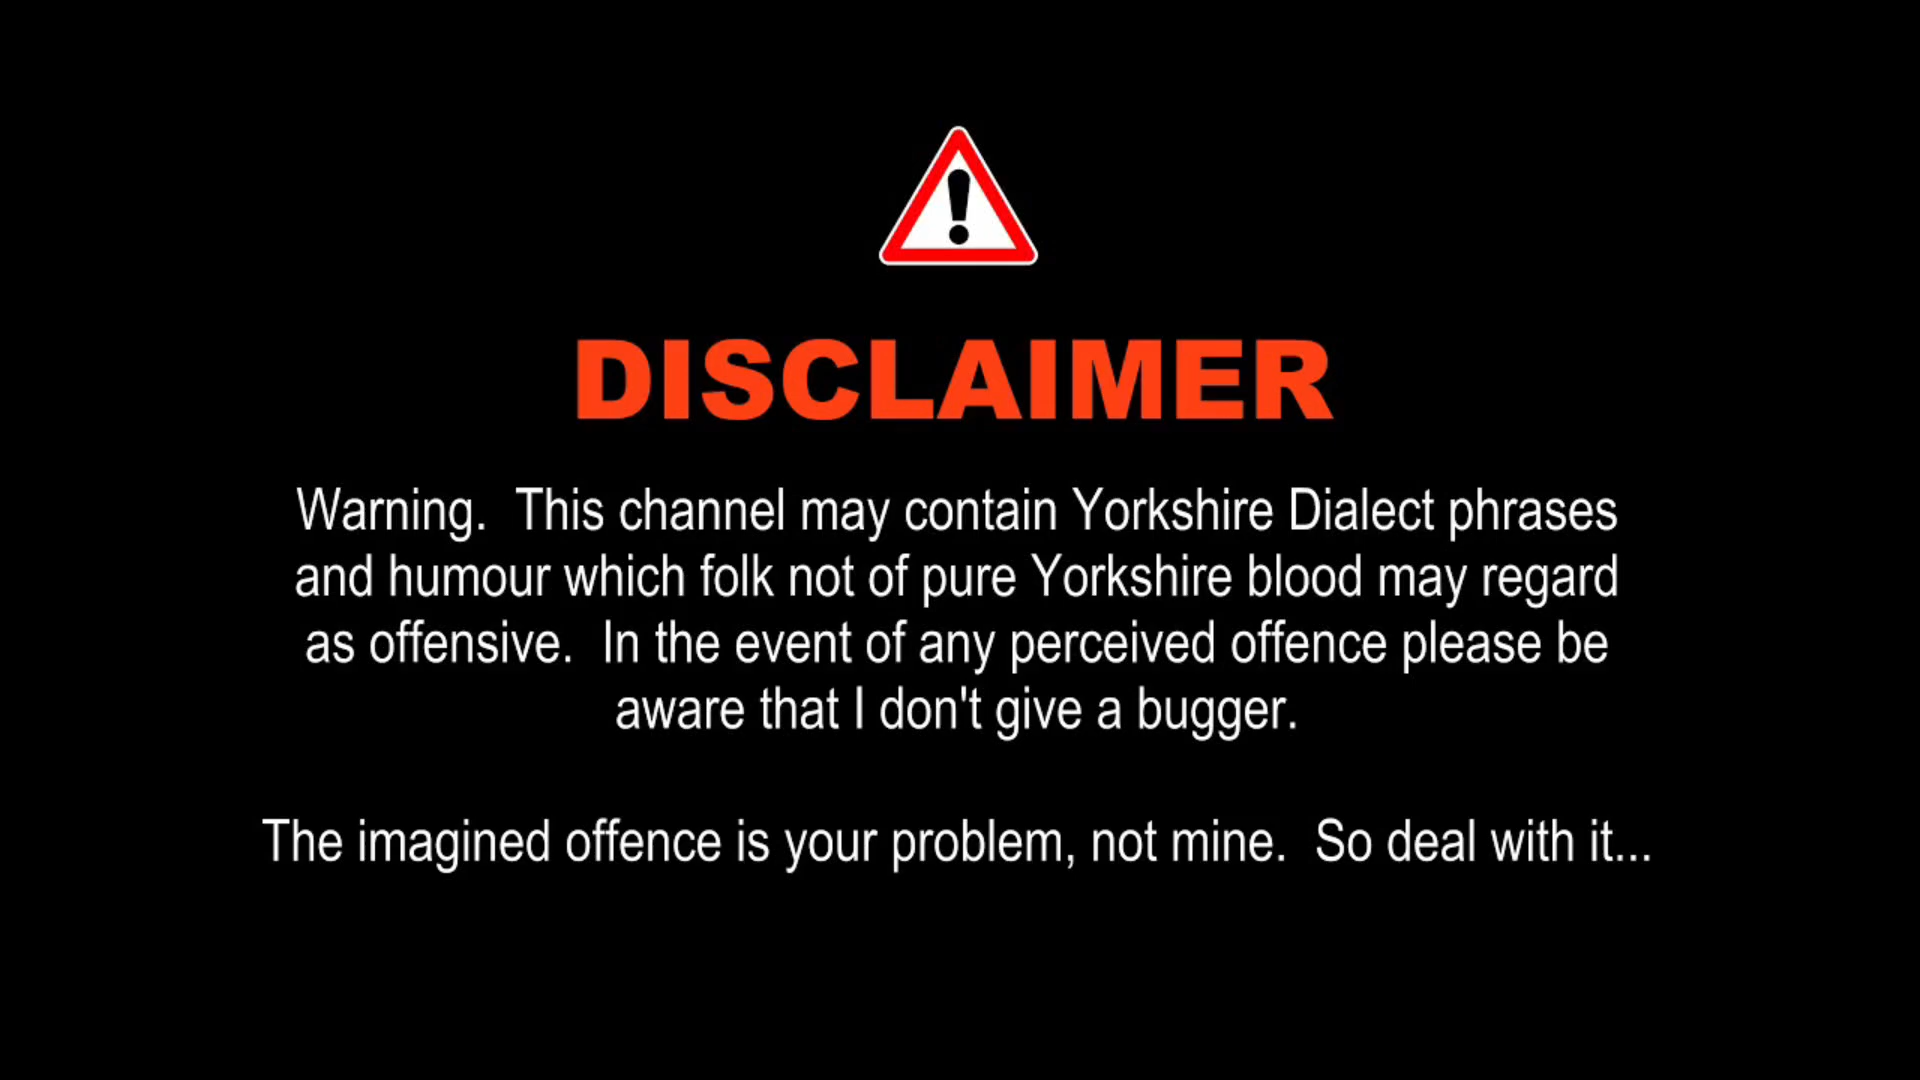 DISCLAIMER
Warning.  This channel may contain Yorkshire Dialect phrases
and humour which folk not of pure Yorkshire blood may regard
as offensive.  In the event of any perceived offence please be
aware that I don't give a bugger.
The imagined offence is your problem, not mine.  So deal with it...